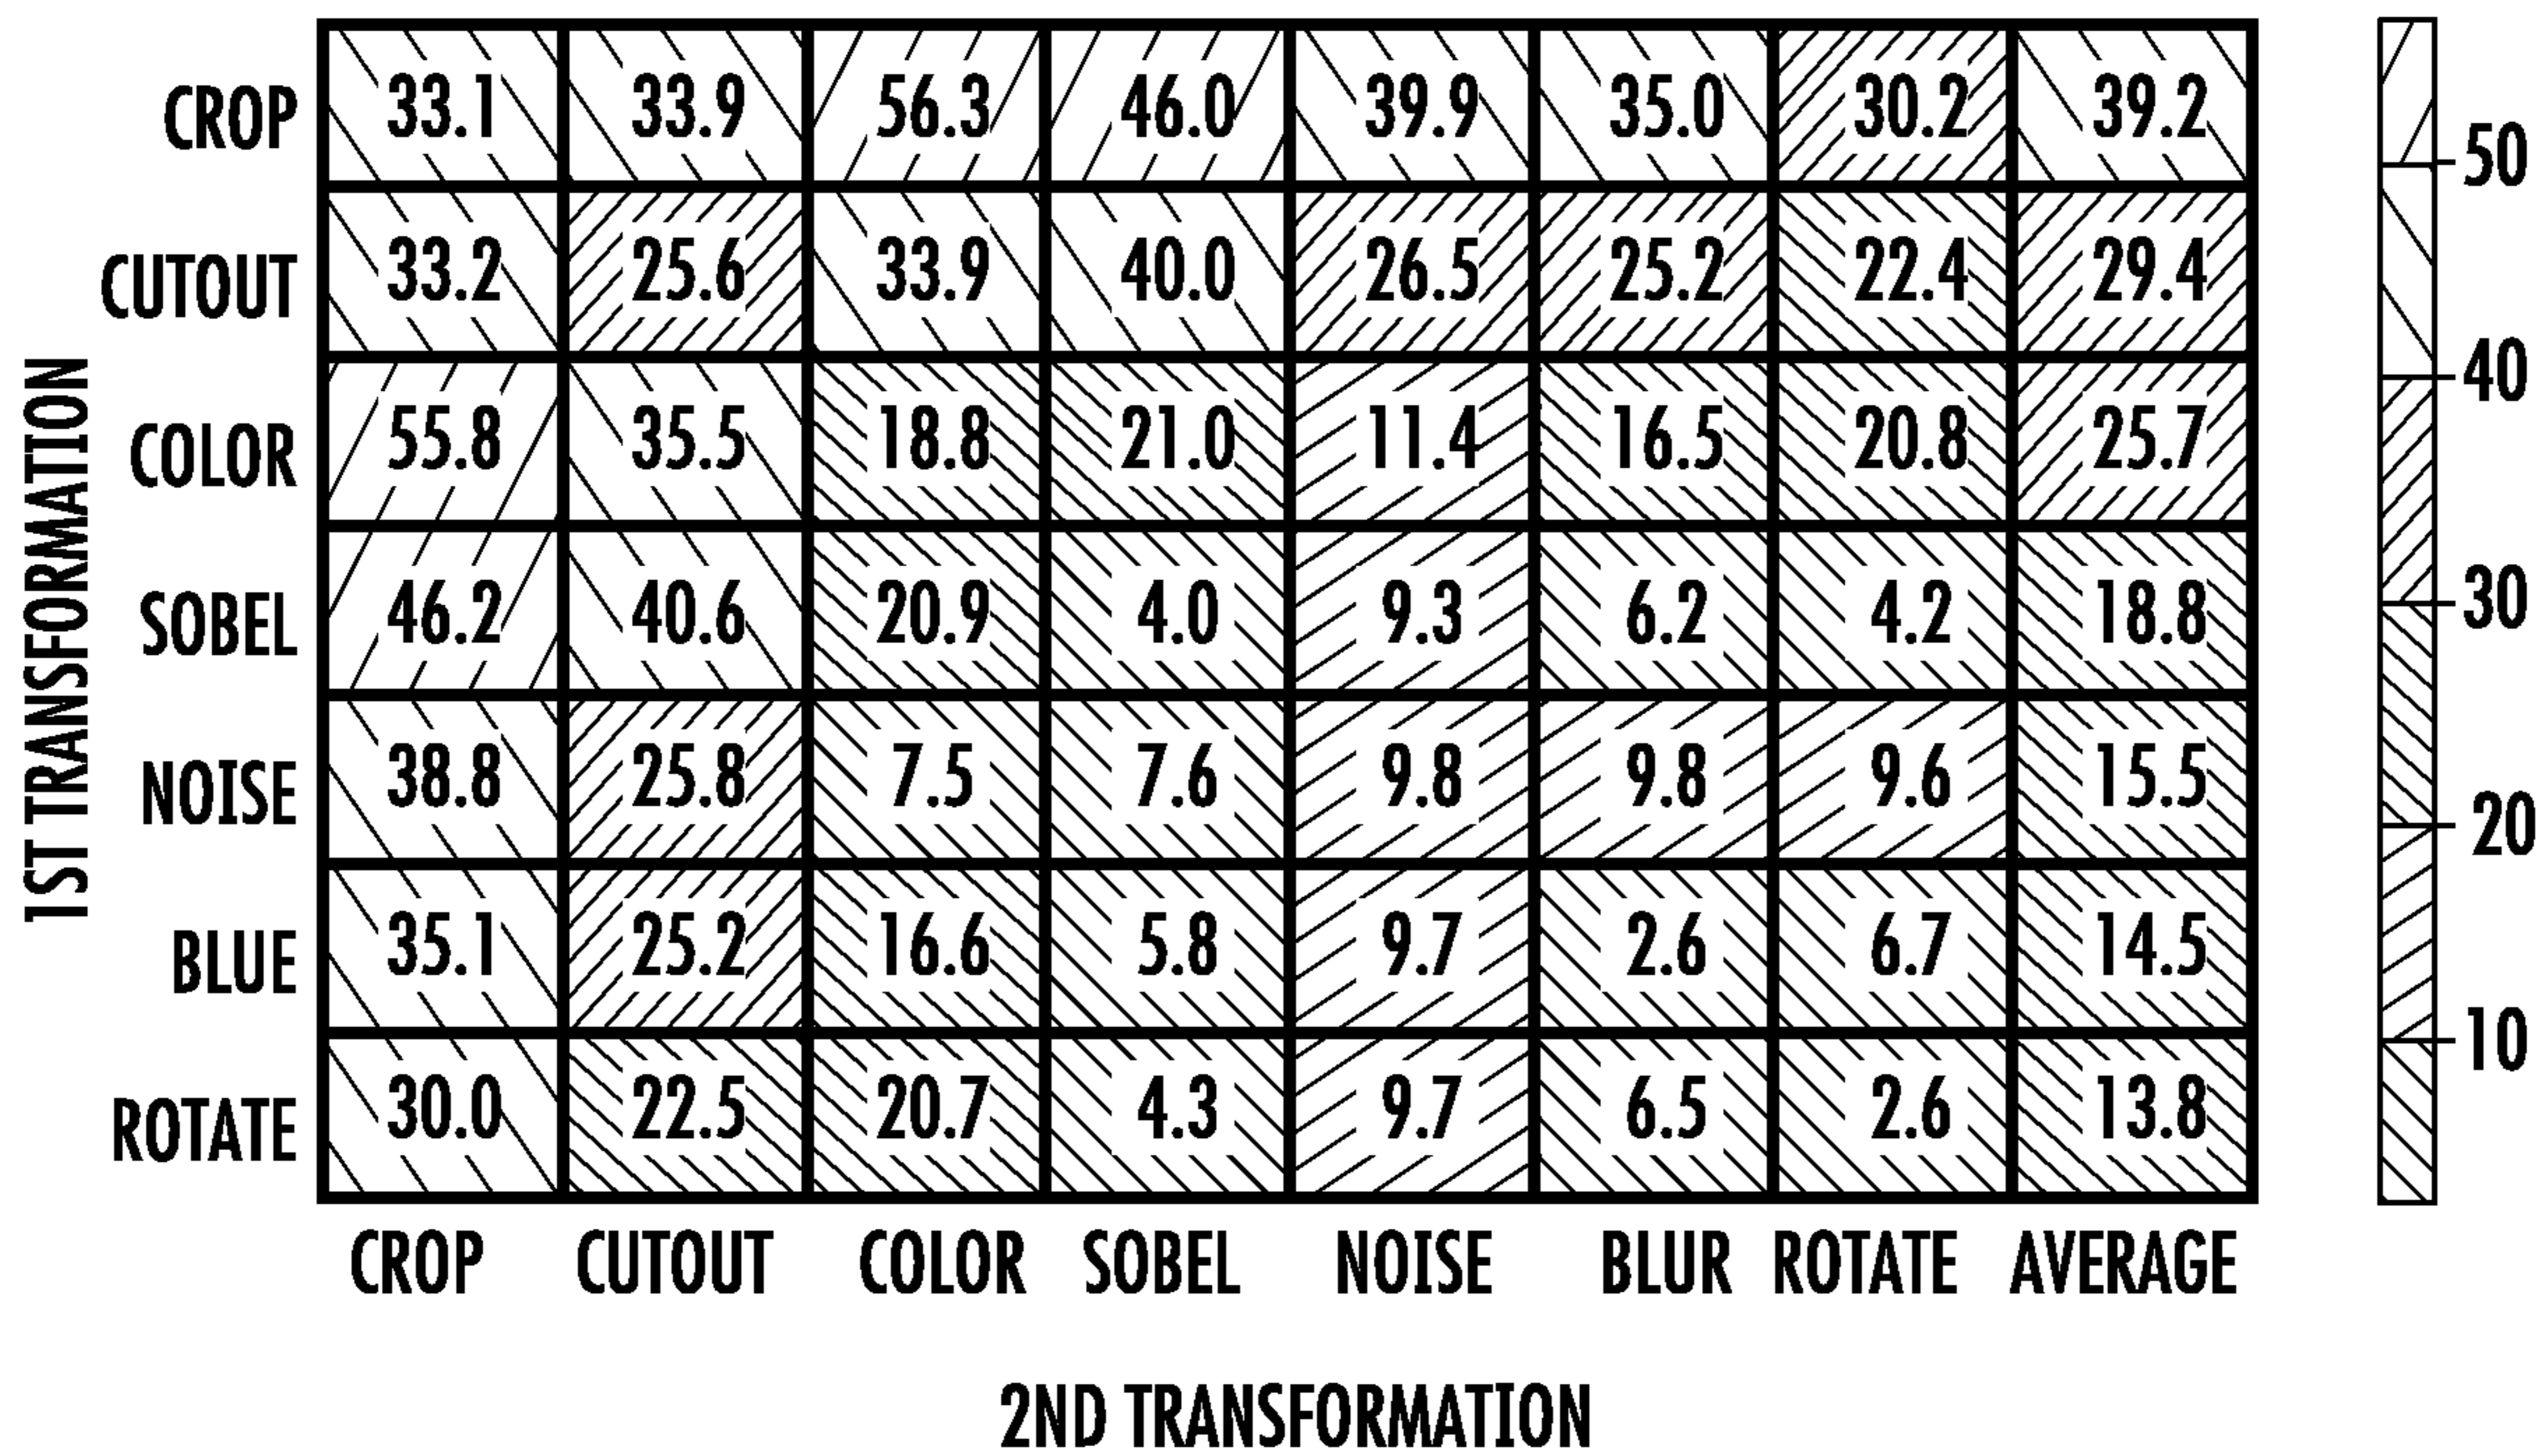 CROP 33.1 33.9 56.3 46.0 39.9 35.0 30.2 39.2
50
CUTOUT 33.2 25.6 33.9 40.0 26.5 25.2 22.4 29.4
40
COLOR 55.8 35.5 18.8 21.0 11.4 16.5 20.8 25.7
SOBEL 46.2 40.6 20.9 4.0 9.3 6.2 4.2 18.8
30
NOISE 38.8 25.8 7.5 7.6 9.8 9.8 9.6 15.5
20
BLUE 35.1 25.2 16.6 5.8 9.7 2.6 6.7 14.5
10
ROTATE 30.0 22.5 20.7 4.3 9.7 6.5 2.6 13.8
1ST TRANSFORMATION
CROP CUTOUT COLOR SOBEL NOISE BLUR ROTATE AVERAGE
2ND TRANSFORMATION